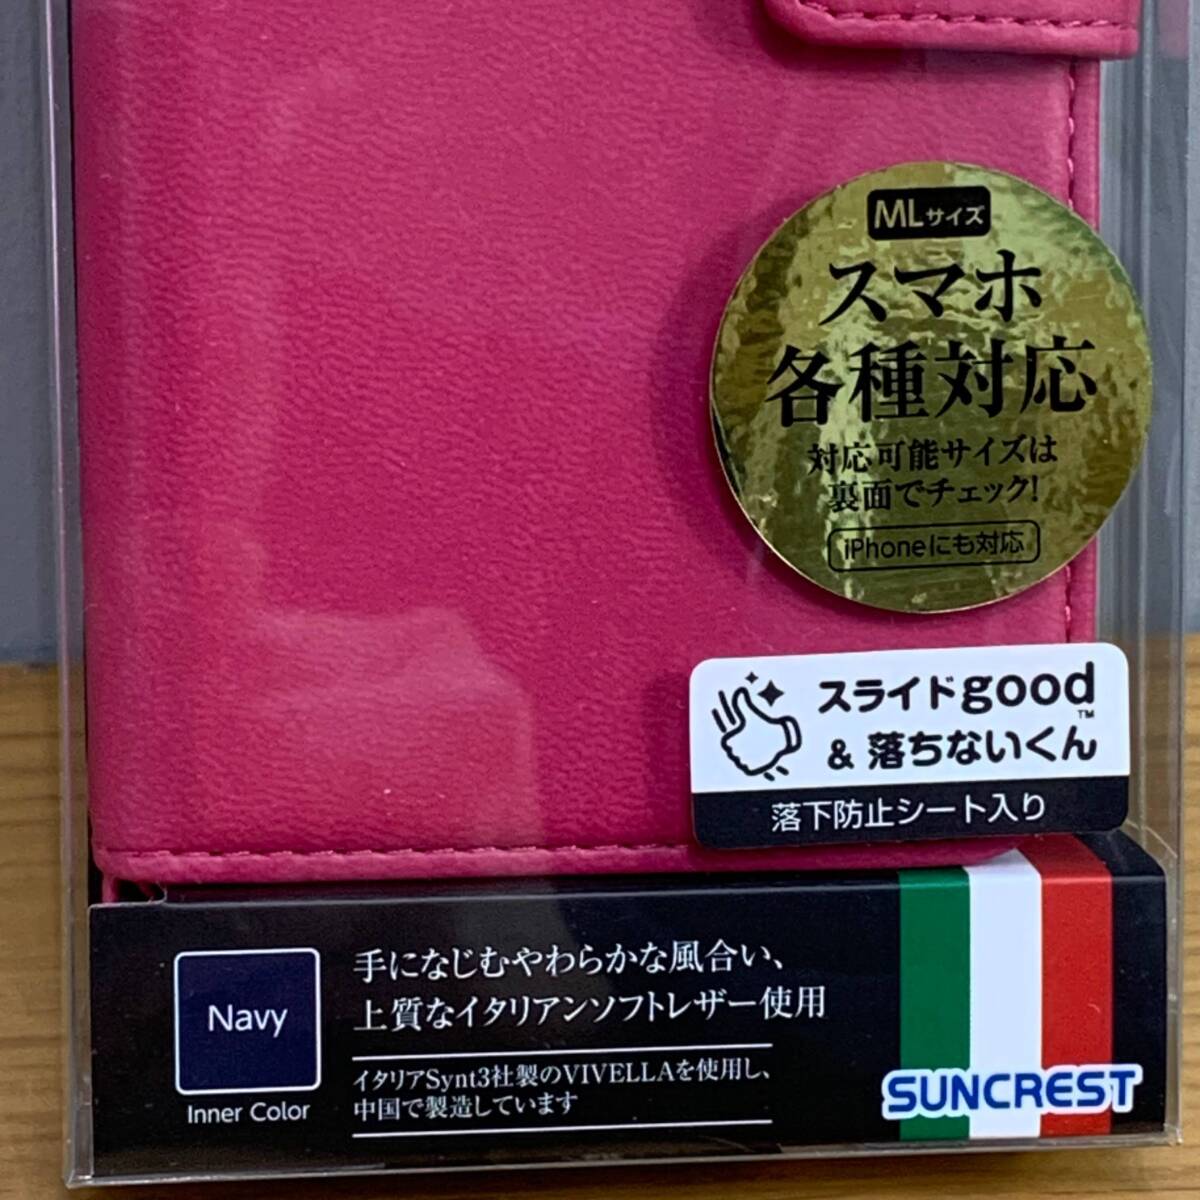 MLサイズ
スマホ
各種対応
対応可能サイズは
裏面でチェック!
iPhoneにも対応
スライドgood
™
& 落ちないくん
落下防止シート入り
Navy
Inner Color
手になじむやわらかな風合い、
上質なイタリアンソフトレザー使用
イタリアSynt3社製のVIVELLAを使用し、
中国で製造しています
SUNCREST